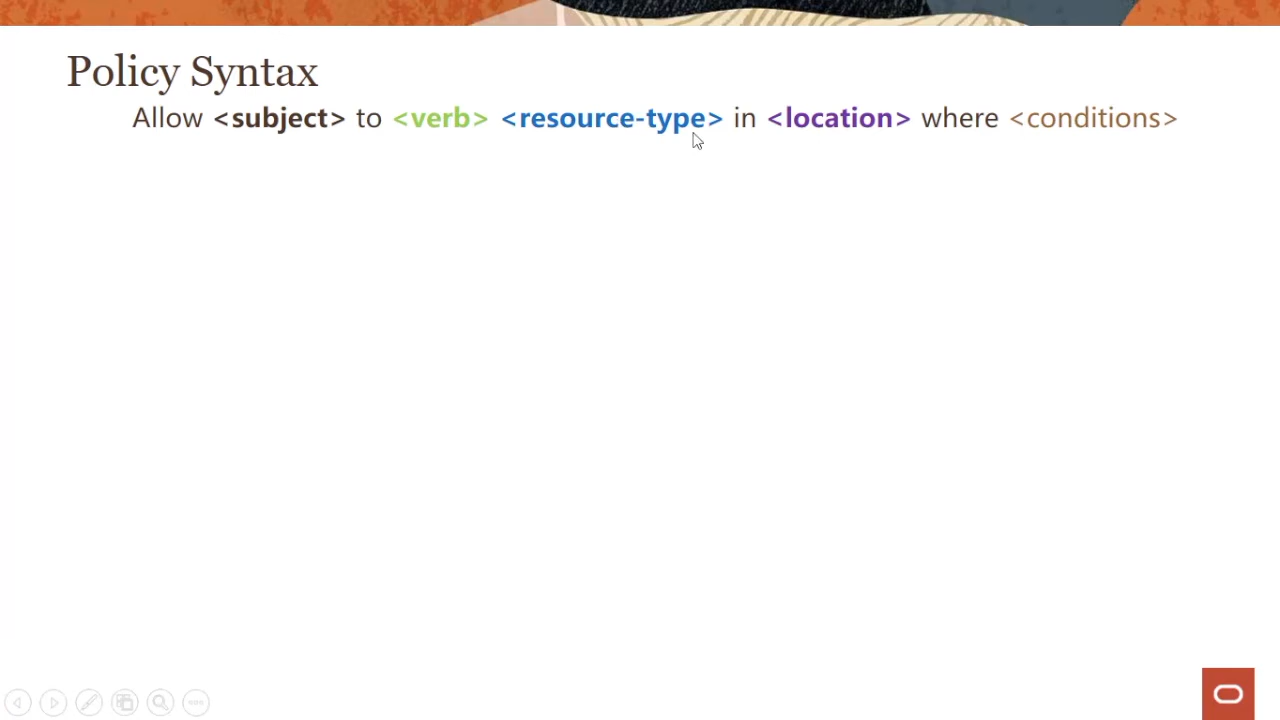 Policy Syntax
Allow <subject> to <verb> <resource-type> in <location> where <conditions>